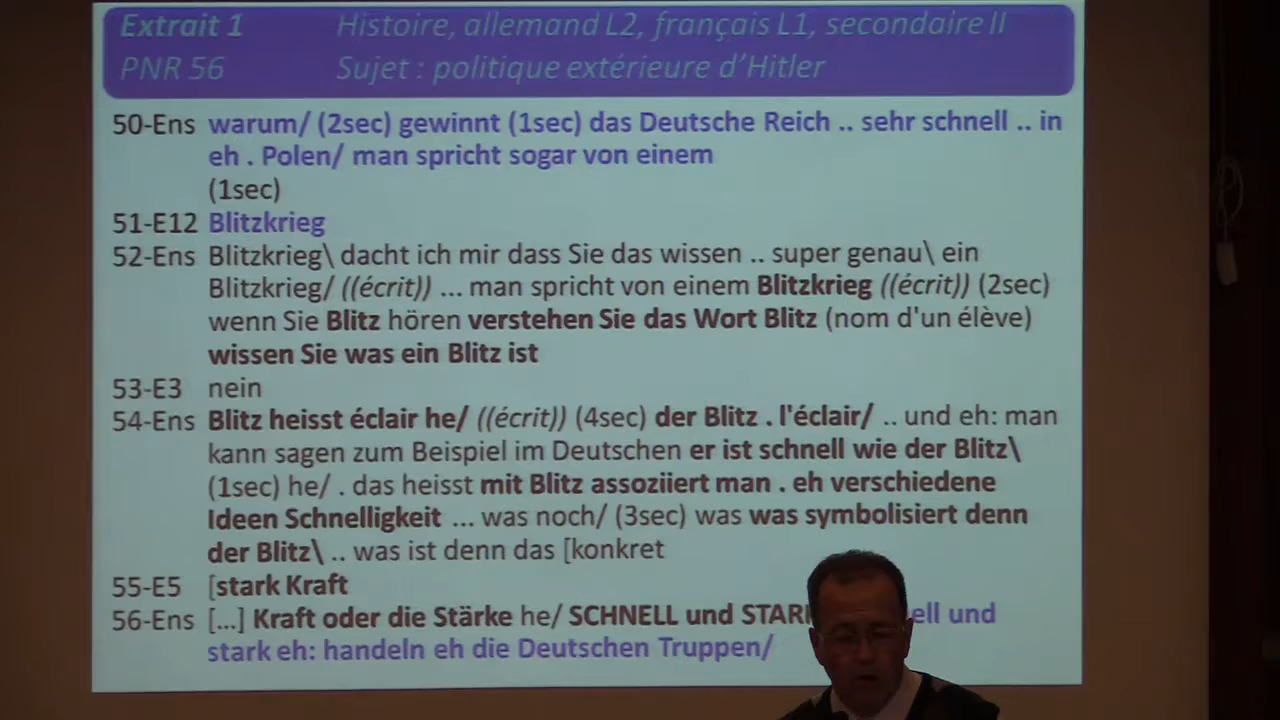 Extrait 1 Histoire, allemand L2, français L1, secondaire II
PNR 56 Sujet : politique extérieure d'Hitler
50-Ens warum/ (2sec) gewinnt (1sec) das Deutsche Reich .. sehr schnell .. in
eh . Polen/ man spricht sogar von einem
(1sec)
51-E12 Blitzkrieg
52-Ens Blitzkrieg\ dacht ich mir dass Sie das wissen .. super genau\ ein
Blitzkrieg/ ((écrit)) ... man spricht von einem Blitzkrieg ((écrit)) (2sec)
wenn Sie Blitz hören verstehen Sie das Wort Blitz (nom d'un élève)
wissen Sie was ein Blitz ist
53-E3 nein
54-Ens Blitz heisst éclair he/ ((écrit)) (4sec) der Blitz . l'éclair/ .. und eh: man
kann sagen zum Beispiel im Deutschen er ist schnell wie der Blitz\
(1sec) he/ . das heisst mit Blitz assoziiert man . eh verschiedene
Ideen Schnelligkeit ... was noch/ (3sec) was was symbolisiert denn
der Blitz\ .. was ist denn das [konkret
55-E5 [stark Kraft
56-Ens [...] Kraft oder die Stärke he/ SCHNELL und und
stark eh: handeln eh die Deutschen Truppen/